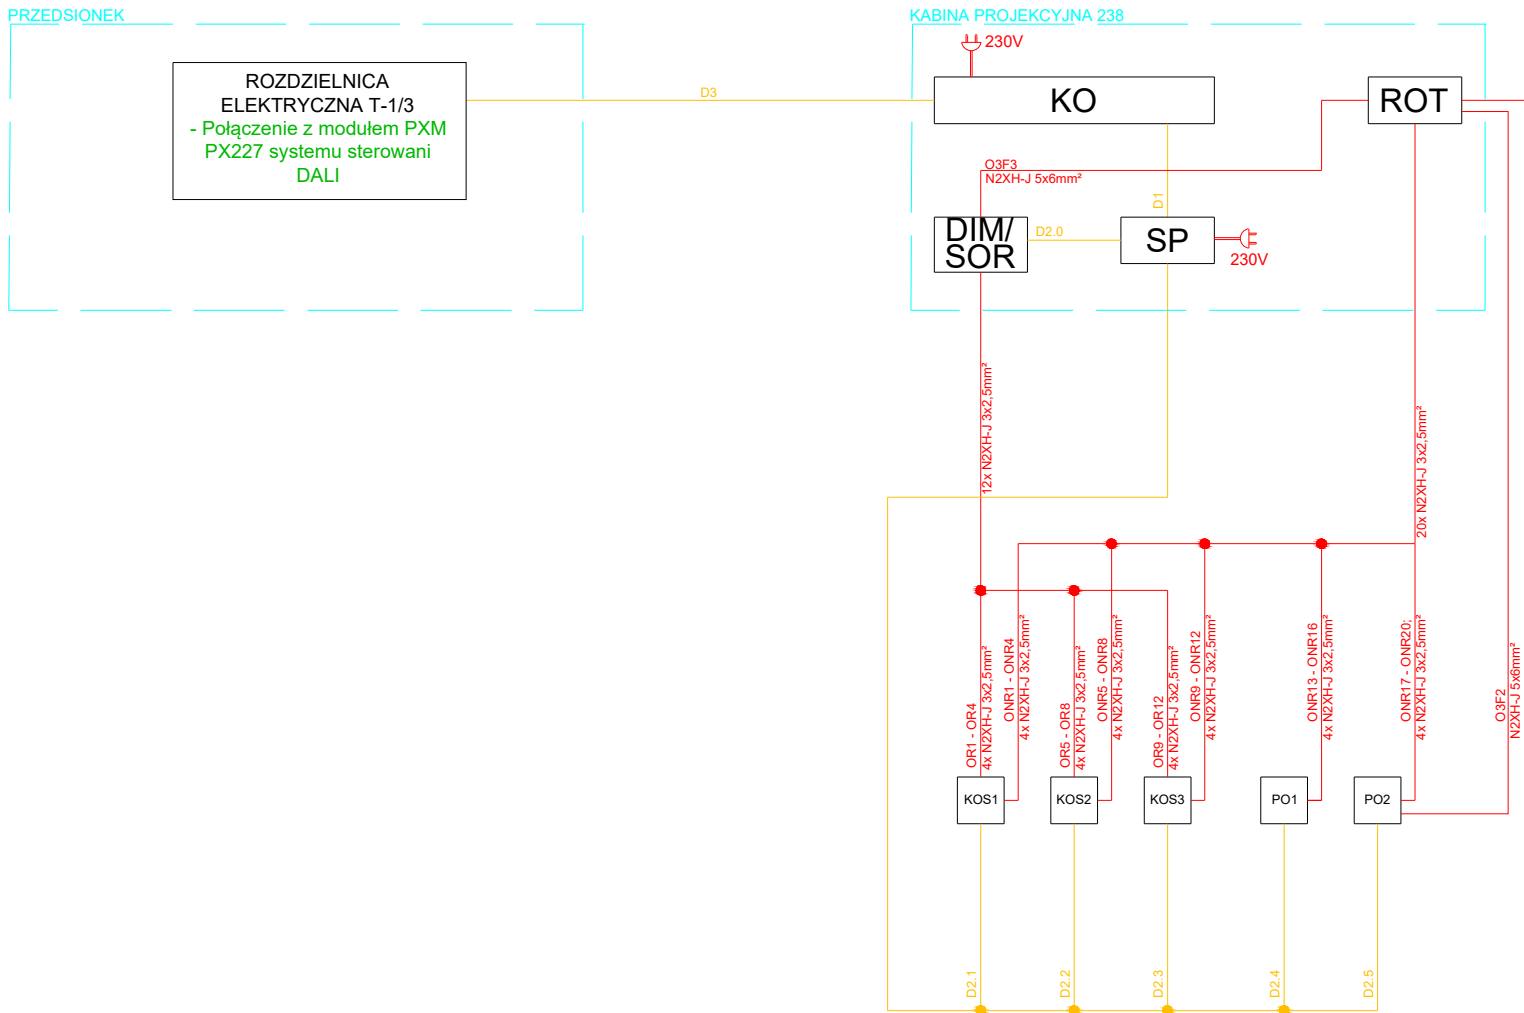 PRZEDSIONEK
KABINA PROJEKCYJNA 238
230V
ROZDZIELNICA
ELEKTRYCZNA T-1/3
- Połączenie z modułem PXM
PX227 systemu sterowani
DALI
D3
KO
ROT
O3F3
N2XH-J 5x6mm²
D1
DIM/
SOR
D2.0
SP
230V
12x N2XH-J 3x2,5mm²
20x N2XH-J 3x2,5mm²
OR1 - OR4
4x N2XH-J 3x2,5mm²
ONR1 - ONR4
4x N2XH-J 3x2,5mm²
OR5 - OR8
4x N2XH-J 3x2,5mm²
ONR5 - ONR8
4x N2XH-J 3x2,5mm²
OR9 - OR12
4x N2XH-J 3x2,5mm²
ONR9 - ONR12
4x N2XH-J 3x2,5mm²
ONR13 - ONR16
4x N2XH-J 3x2,5mm²
ONR17 - ONR20;
4x N2XH-J 3x2,5mm²
O3F2
N2XH-J 5x6mm²
KOS1
KOS2
KOS3
PO1
PO2
D2.1
D2.2
D2.3
D2.4
D2.5